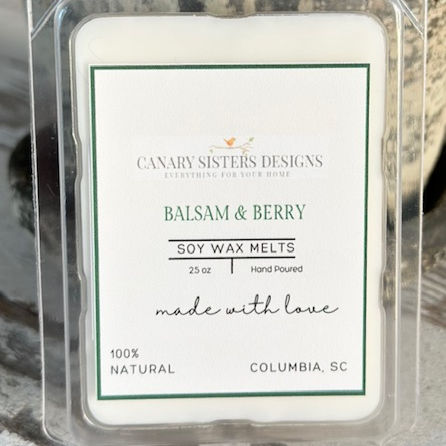 CANARY SISTERS DESIGNS
EVERYTHING FOR YOUR HOME
BALSAM & BERRY
SOY WAX MELTS
25 oz Hand Poured
made with love
100%
NATURAL COLUMBIA, SC